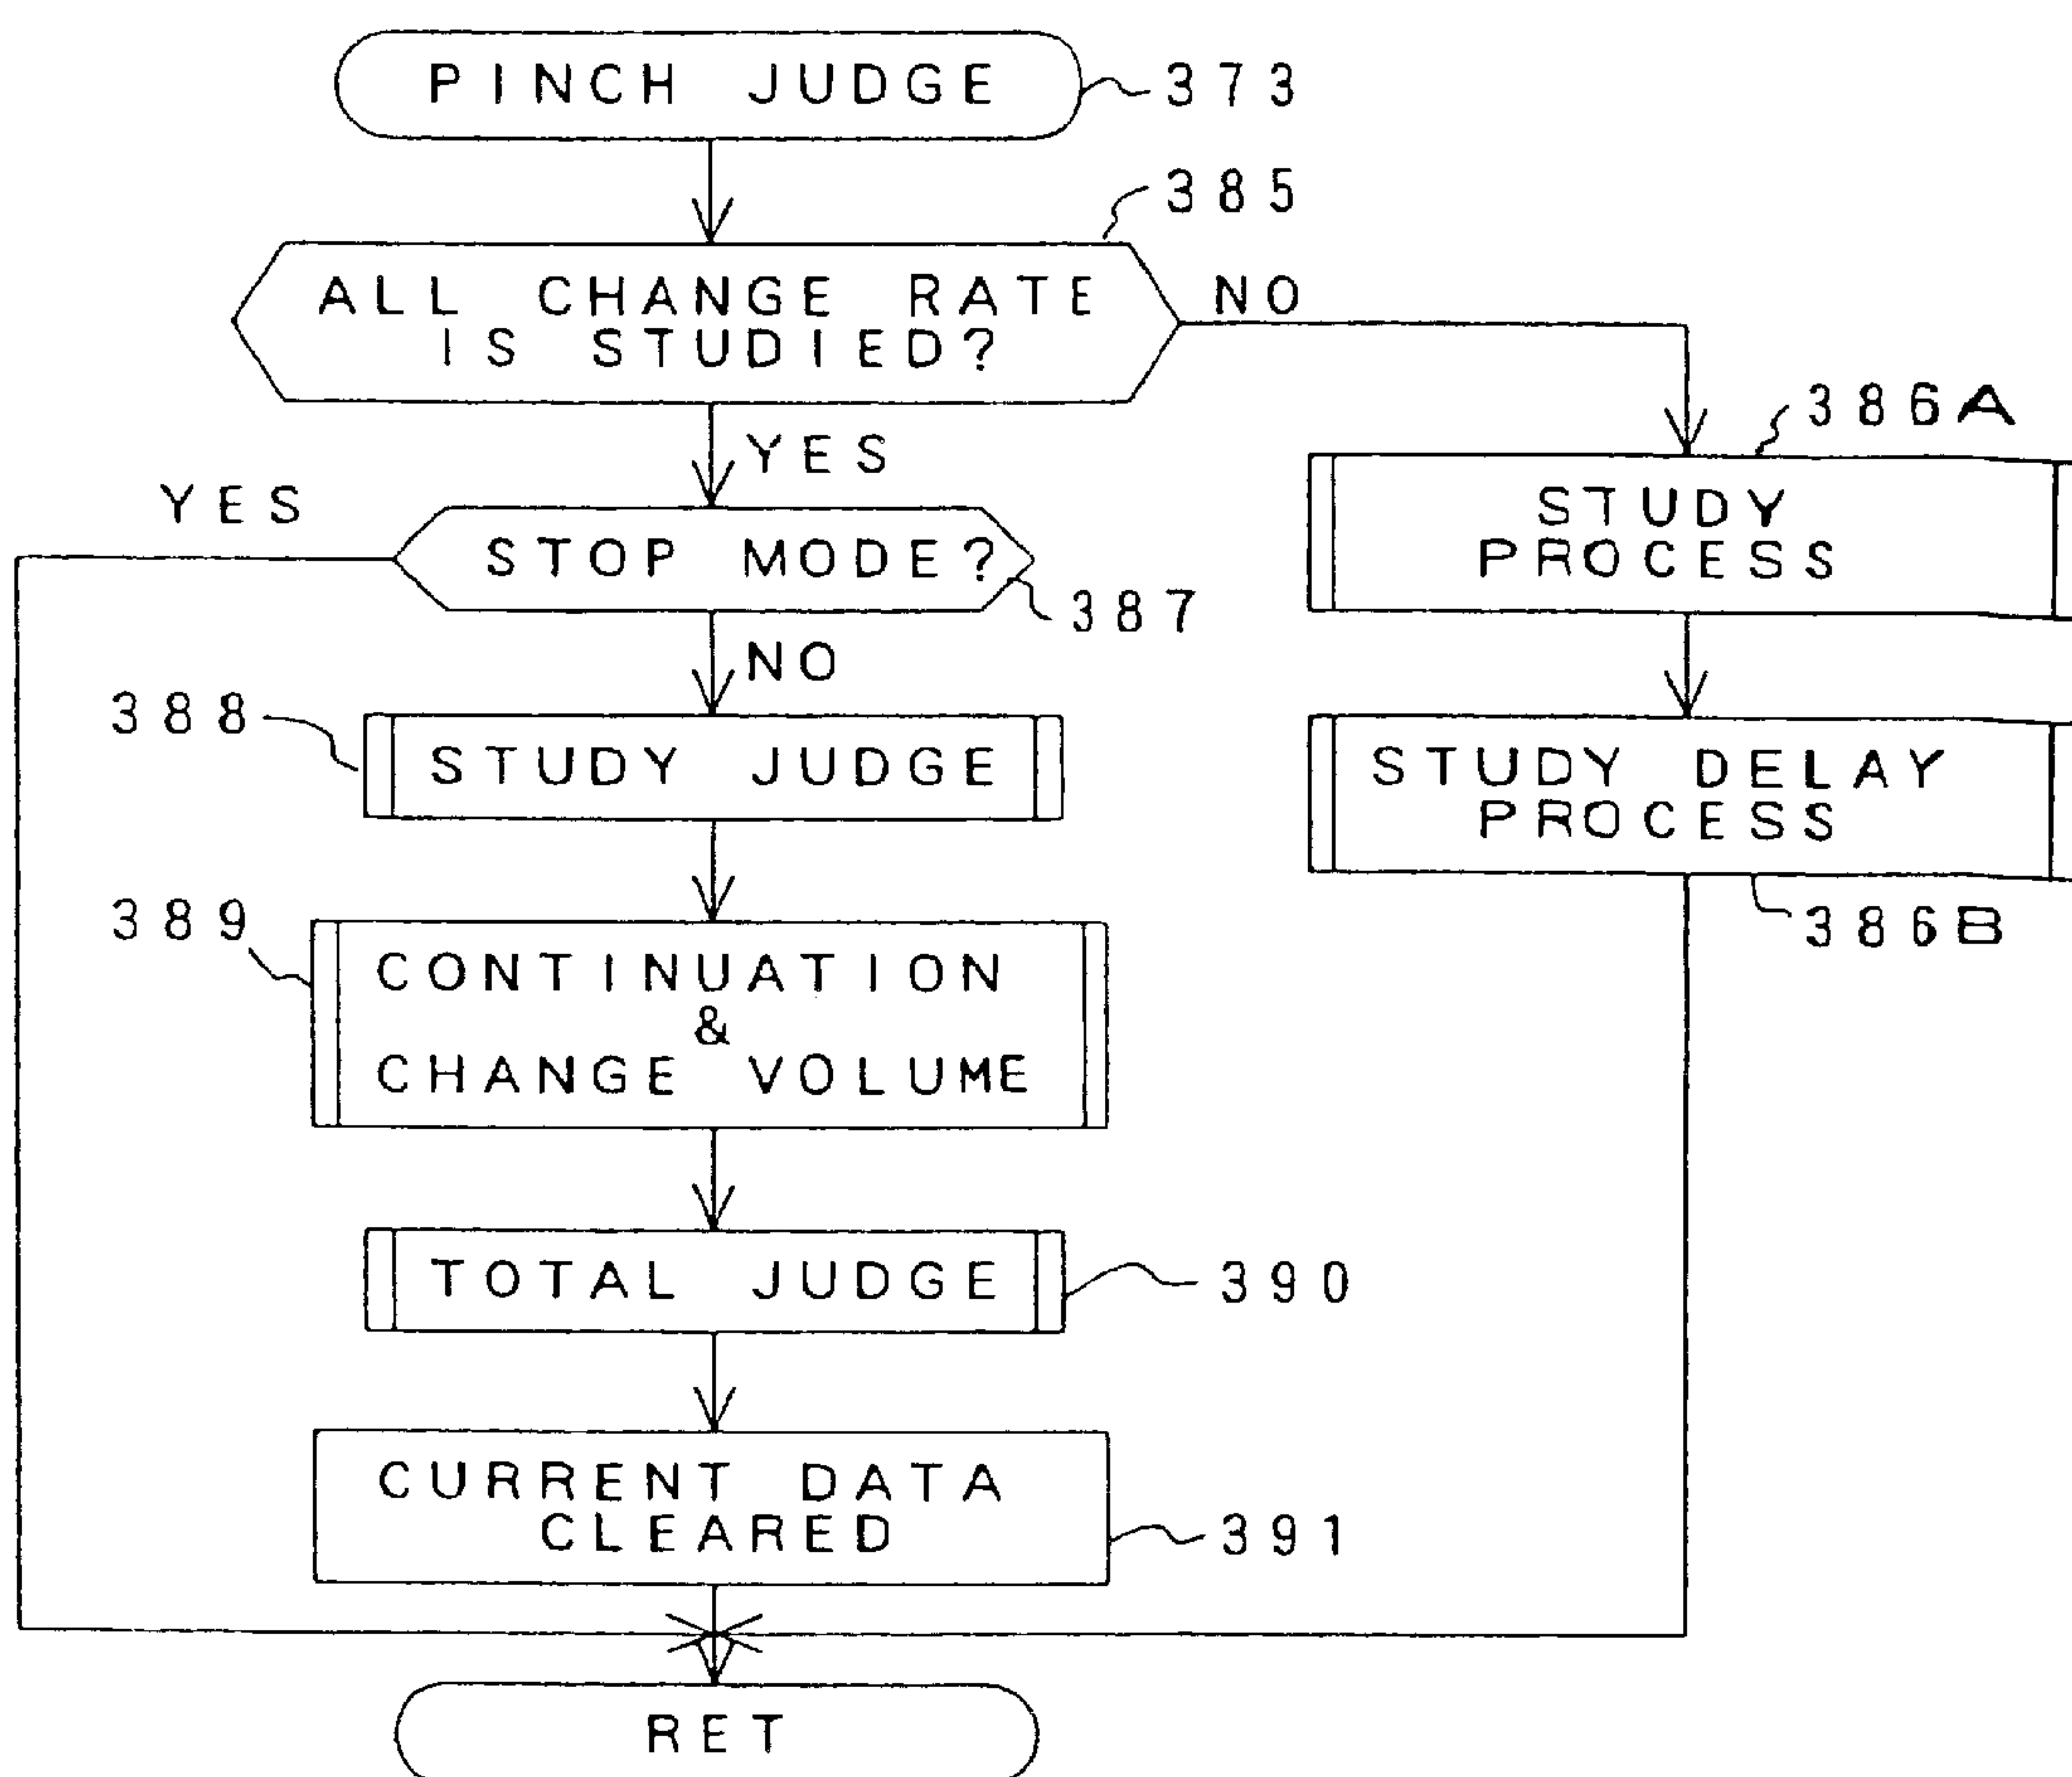 PINCH JUDGE
373
385
ALL CHANGE RATE
IS STUDIED?
NO
YES
386A
STUDY
PROCESS
YES
STOP MODE?
387
NO
388
STUDY JUDGE
STUDY DELAY
PROCESS
386B
389
CONTINUATION
&
CHANGE VOLUME
TOTAL JUDGE
390
CURRENT DATA
CLEARED
391
RET